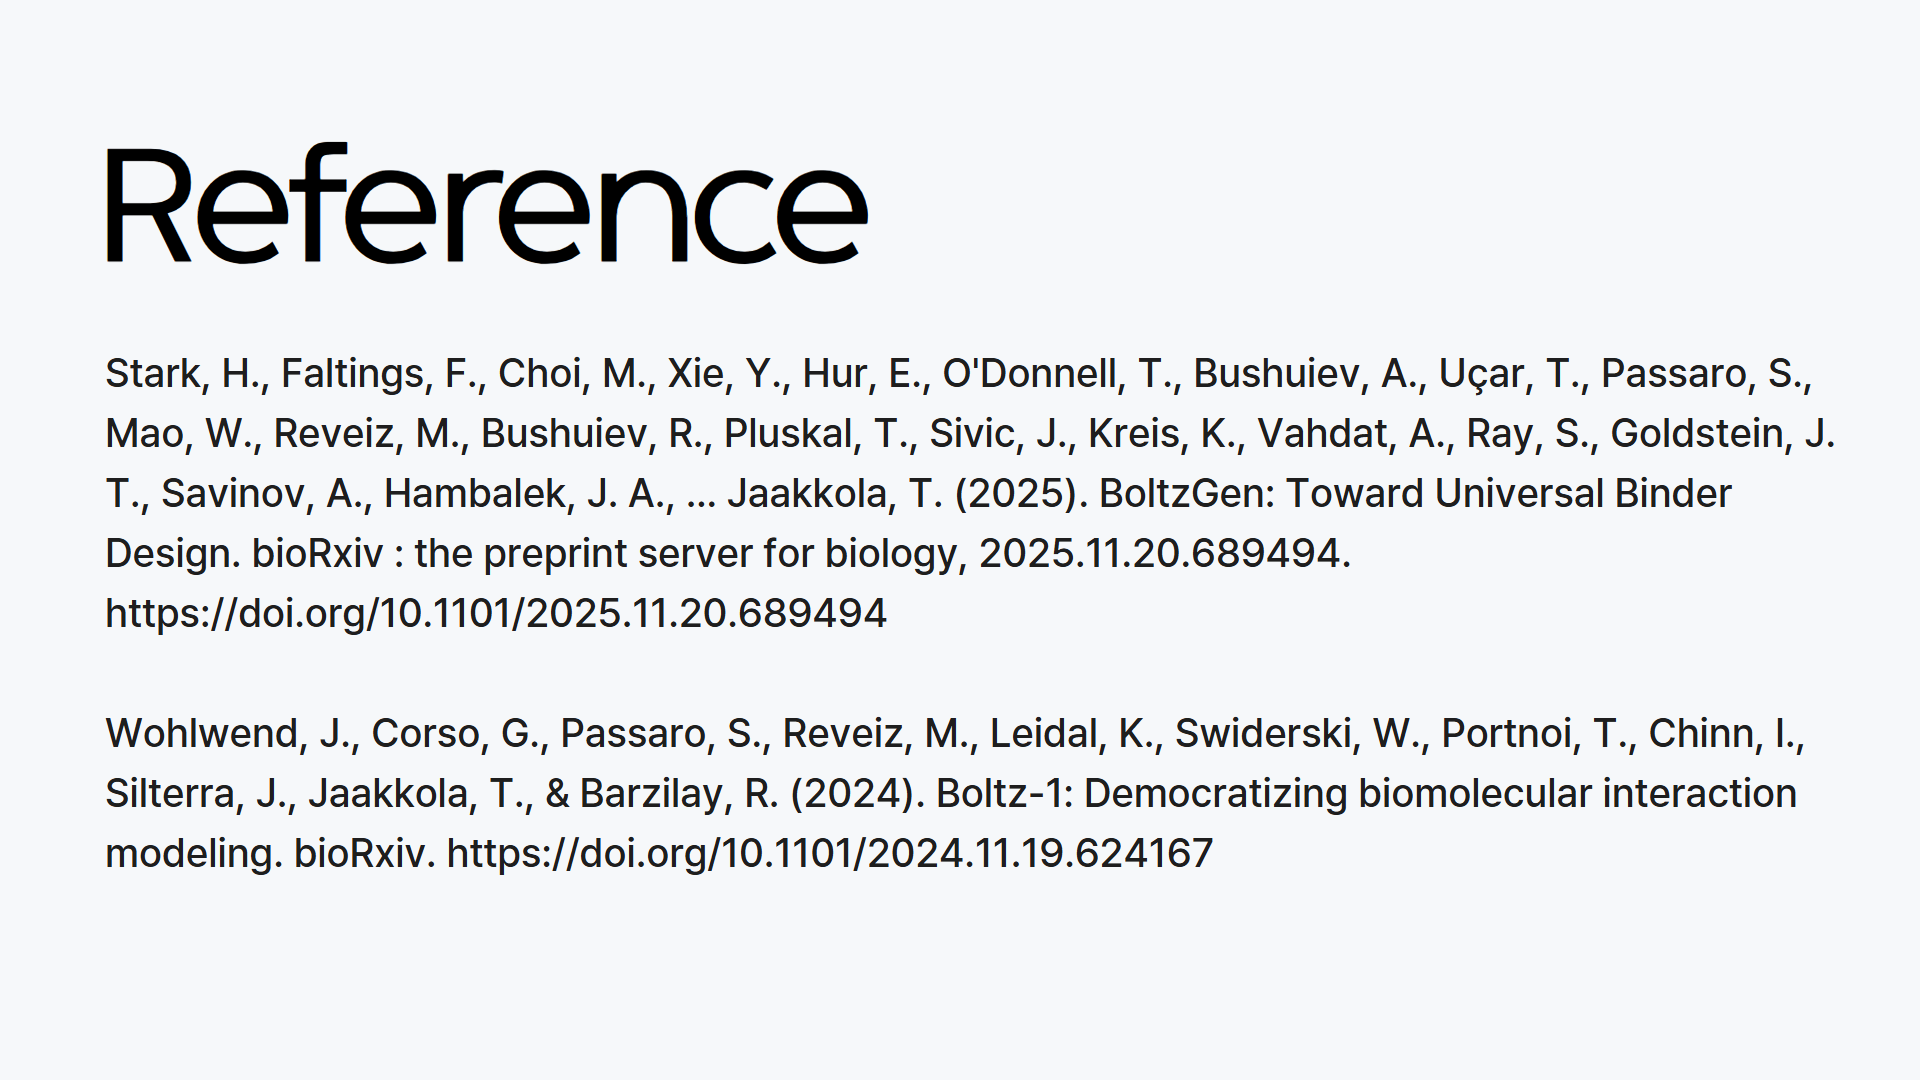 Reference
Stark, H., Faltings, F., Choi, M., Xie, Y., Hur, E., O'Donnell, T., Bushuiev, A., Uçar, T., Passaro, S.,
Mao, W., Reveiz, M., Bushuiev, R., Pluskal, T., Sivic, J., Kreis, K., Vahdat, A., Ray, S., Goldstein, J.
T., Savinov, A., Hambalek, J. A., ... Jaakkola, T. (2025). BoltzGen: Toward Universal Binder
Design. bioRxiv : the preprint server for biology, 2025.11.20.689494.
https://doi.org/10.1101/2025.11.20.689494
Wohlwend, J., Corso, G., Passaro, S., Reveiz, M., Leidal, K., Swiderski, W., Portnoi, T., Chinn, I.,
Silterra, J., Jaakkola, T., & Barzilay, R. (2024). Boltz-1: Democratizing biomolecular interaction
modeling. bioRxiv. https://doi.org/10.1101/2024.11.19.624167